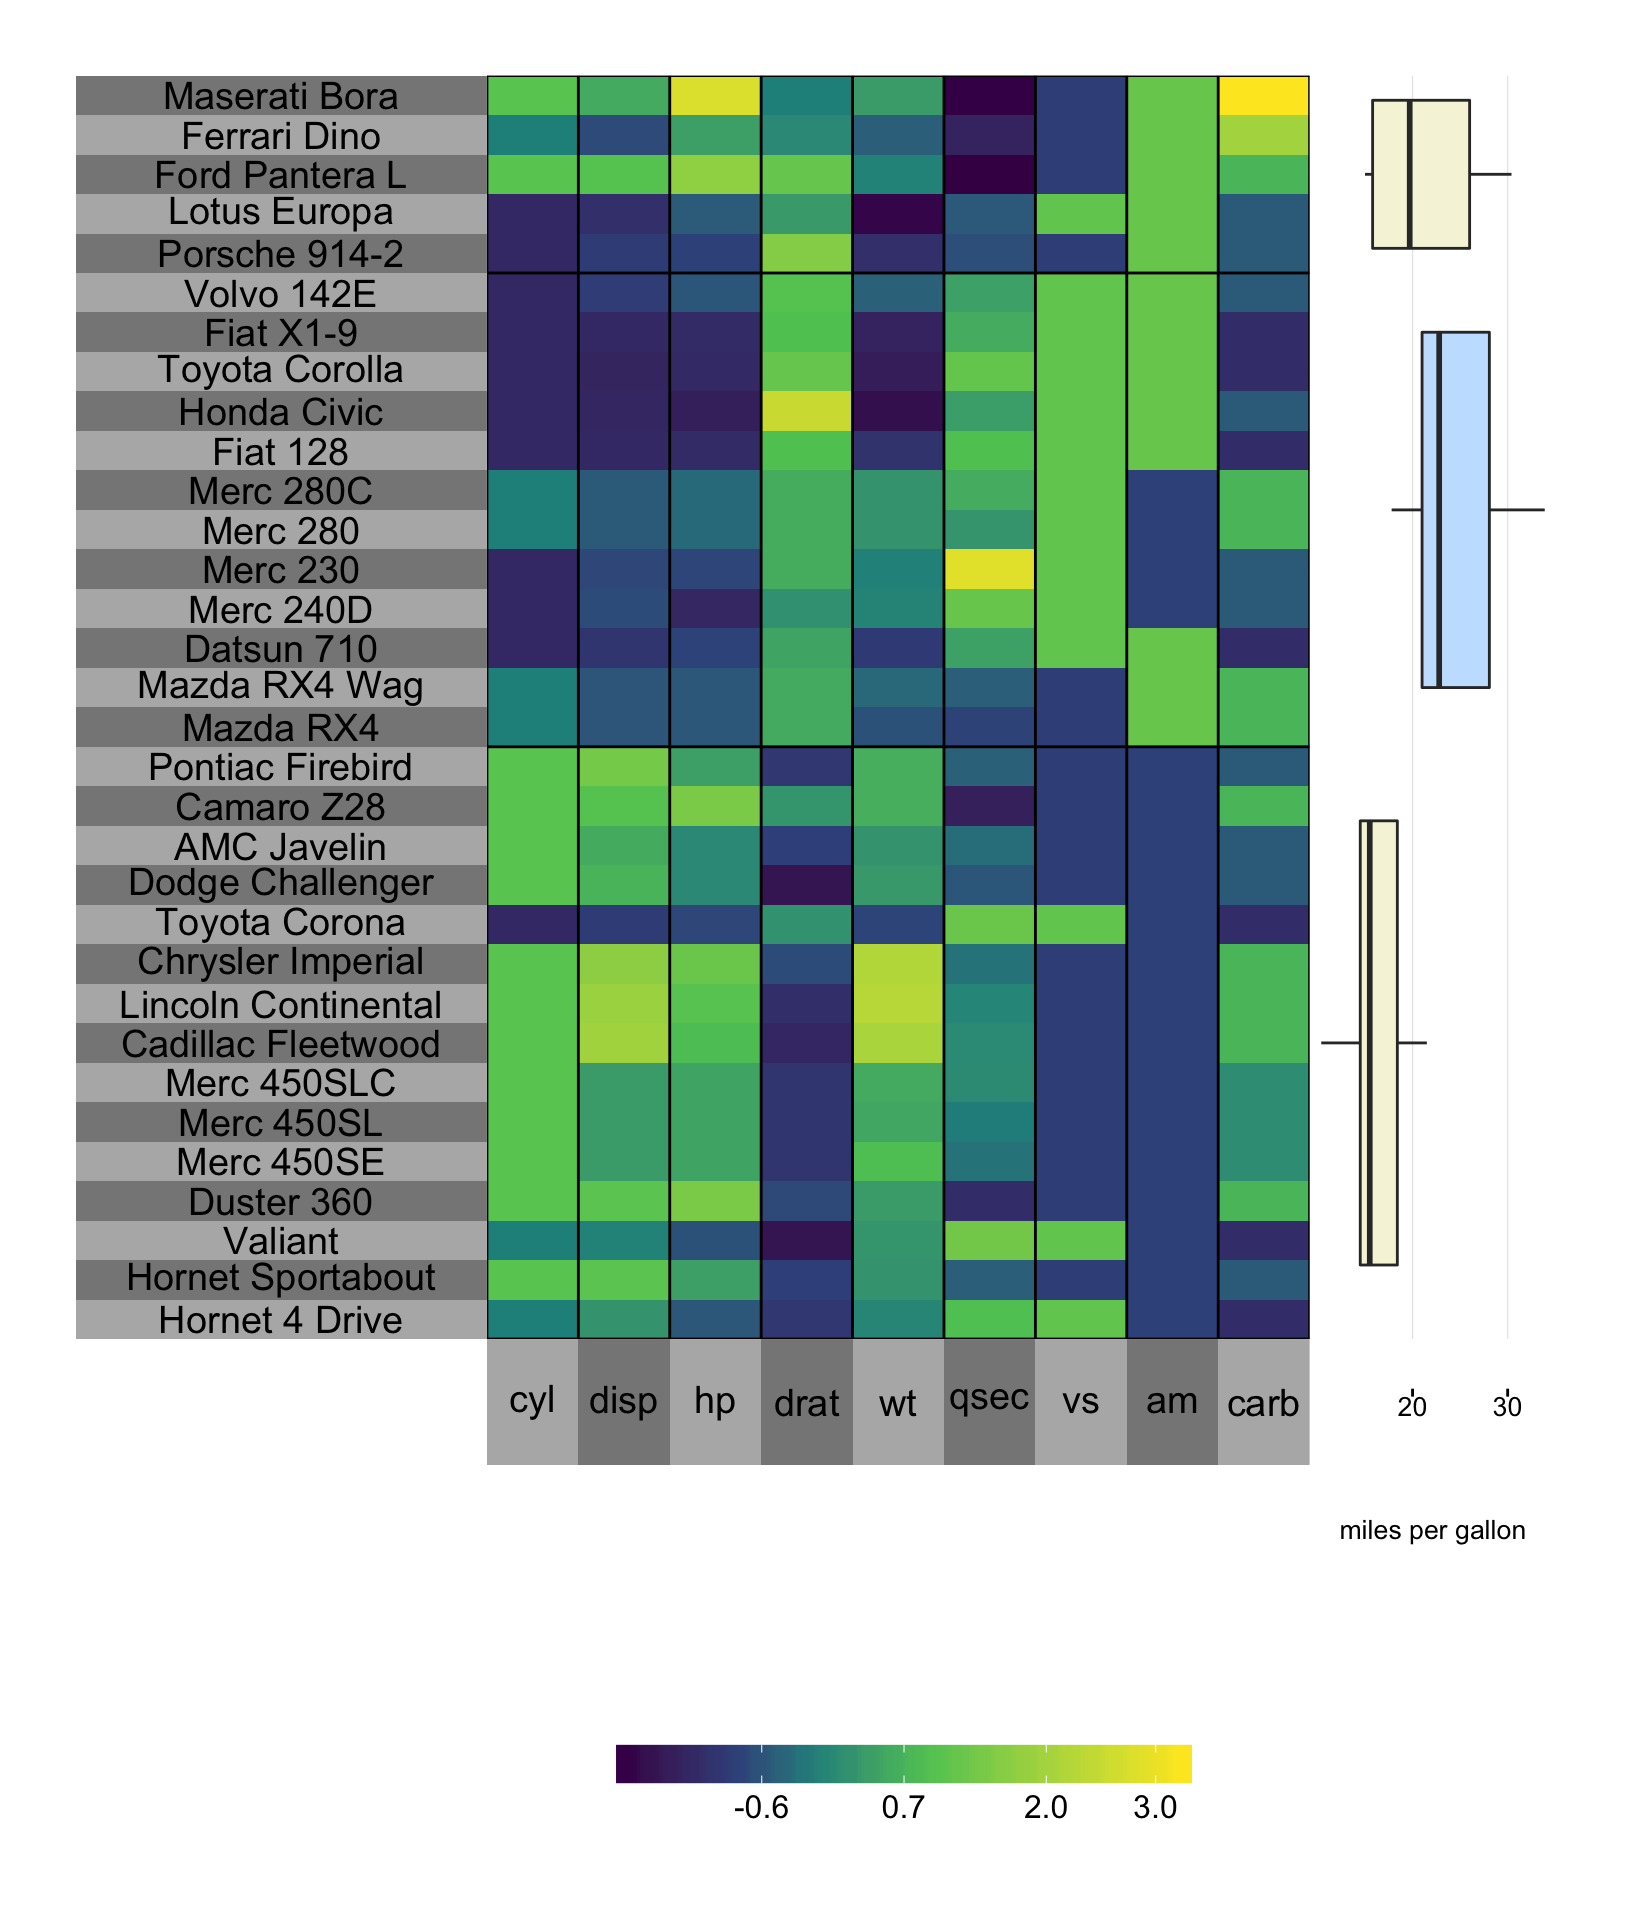 Maserati Bora
Ferrari Dino
Ford Pantera L
Lotus Europa
Porsche 914-2
Volvo 142E
Fiat X1-9
Toyota Corolla
Honda Civic
Fiat 128
Merc 280C
Merc 280
Merc 230
Merc 240D
Datsun 710
Mazda RX4 Wag
Mazda RX4
Pontiac Firebird
Camaro Z28
AMC Javelin
Dodge Challenger
Toyota Corona
Chrysler Imperial
Lincoln Continental
Cadillac Fleetwood
Merc 450SLC
Merc 450SL
Merc 450SE
Duster 360
Valiant
Hornet Sportabout
Hornet 4 Drive
cyl disp hp drat wt qsec vs am carb
20 30
miles per gallon
-0.6 0.7 2.0 3.0